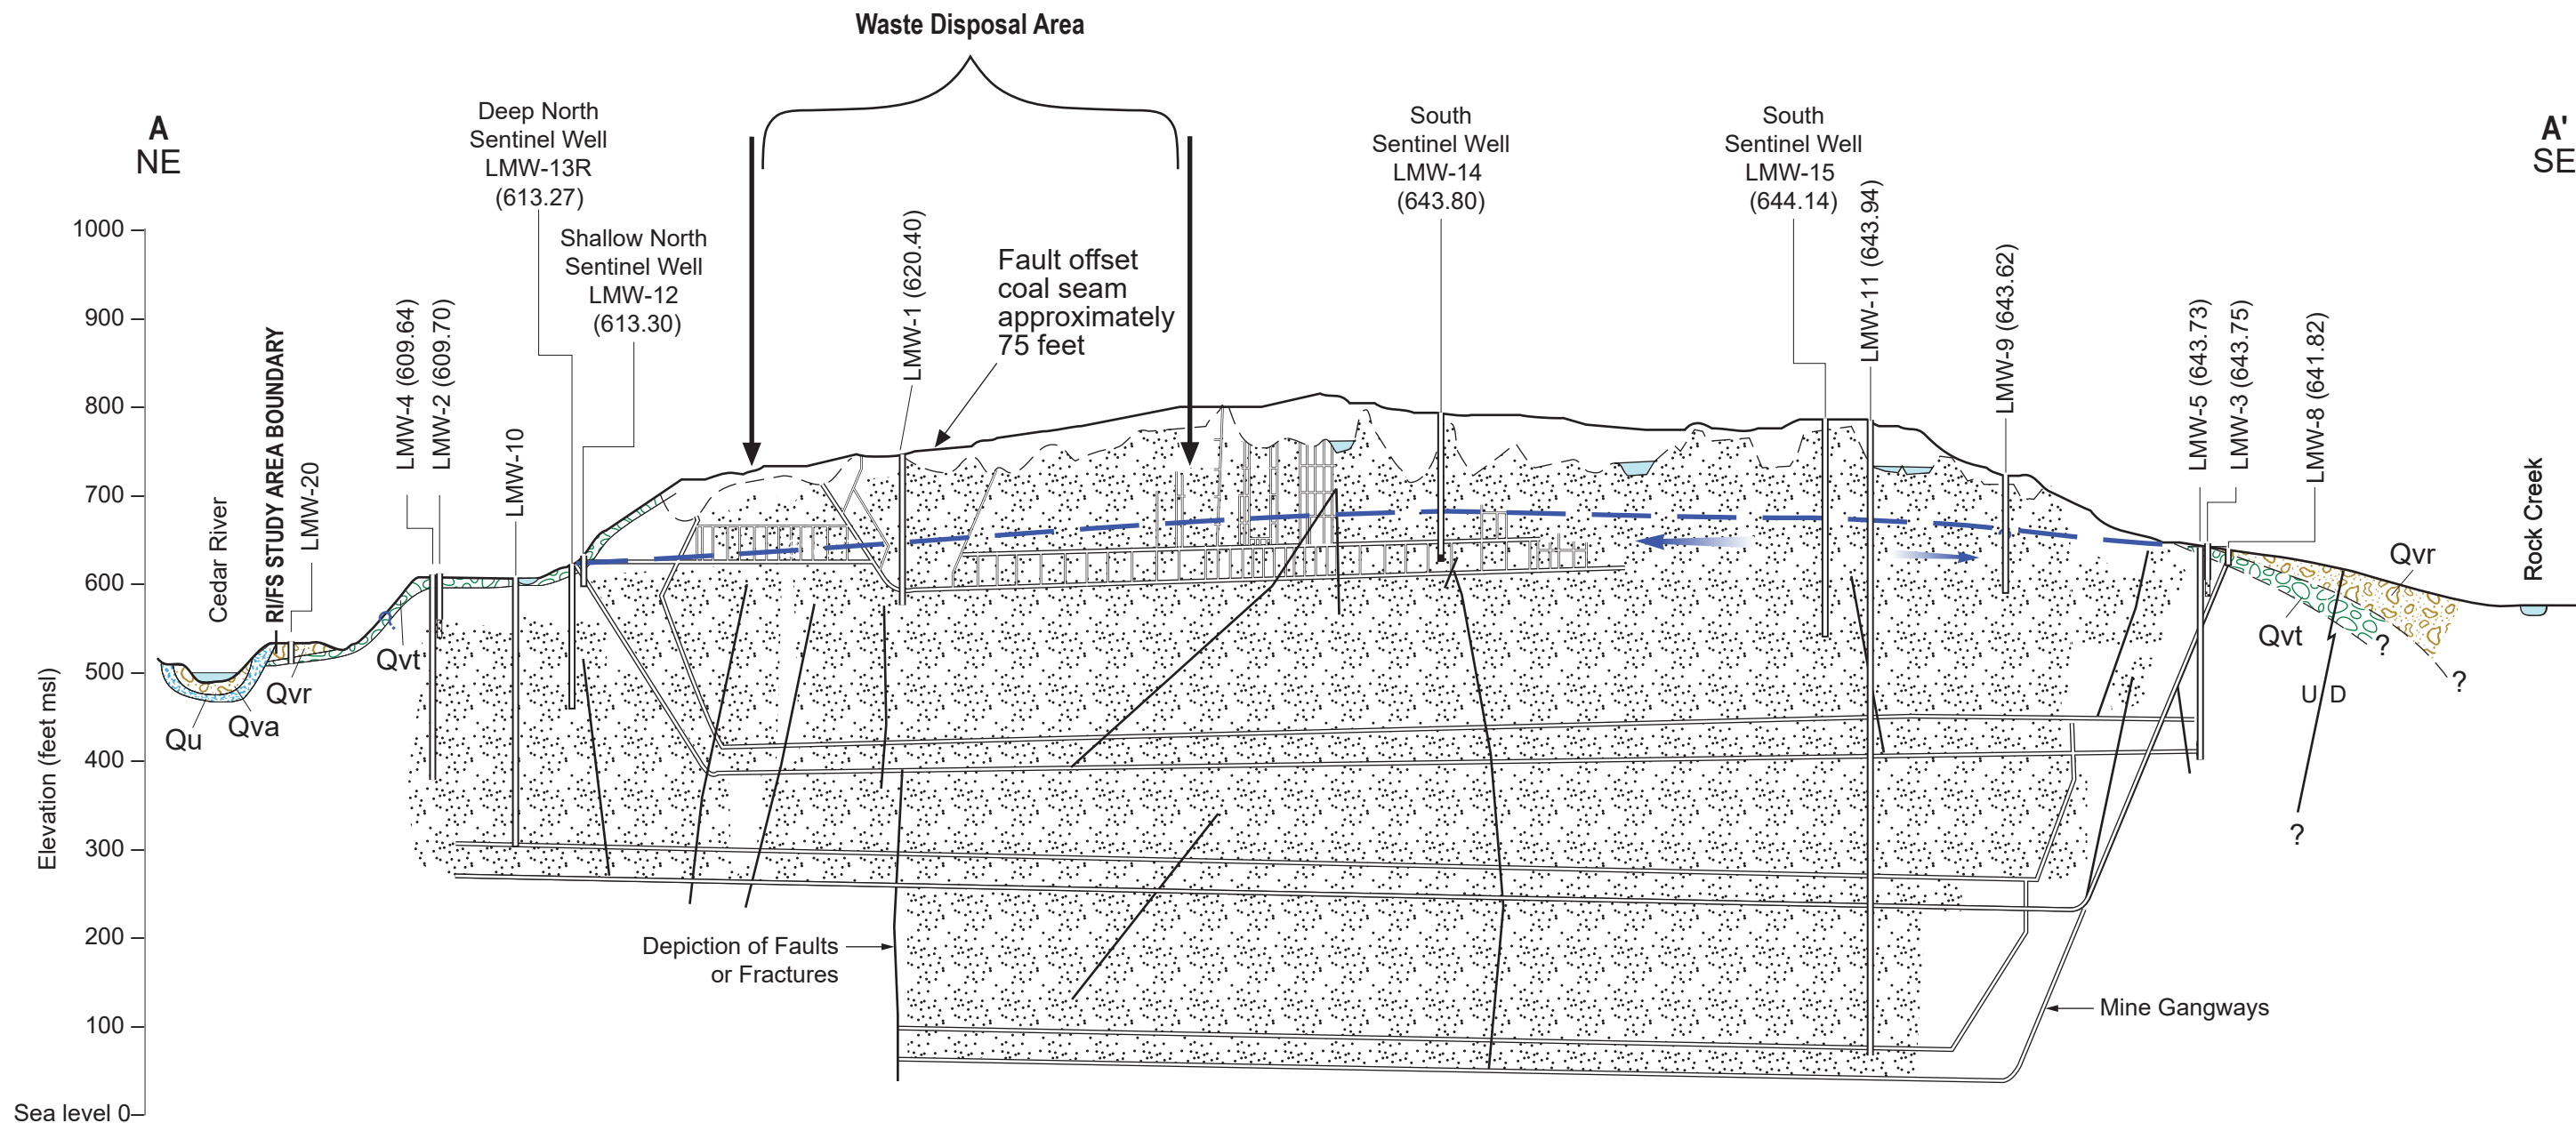 Waste Disposal Area
A
NE
A'
SE
Deep North
Sentinel Well
LMW-13R
(613.27)
Shallow North
Sentinel Well
LMW-12
(613.30)
South
Sentinel Well
LMW-14
(643.80)
South
Sentinel Well
LMW-15
(644.14)
LMW-11 (643.94)
LMW-1 (620.40)
Fault offset
coal seam
approximately
75 feet
LMW-9 (643.62)
LMW-4 (609.64)
LMW-2 (609.70)
LMW-5 (643.73)
LMW-3 (643.75)
LMW-8 (641.82)
RI/FS STUDY AREA BOUNDARY
LMW-10
LMW-20
Cedar River
Rock Creek
Elevation (feet msl)
1000
900
800
700
600
500
400
300
200
100
Sea level 0
Qvr
Qvt
?
?
U
D
?
Qvt
Qvr
Qva
Qu
Depiction of Faults
or Fractures
Mine Gangways